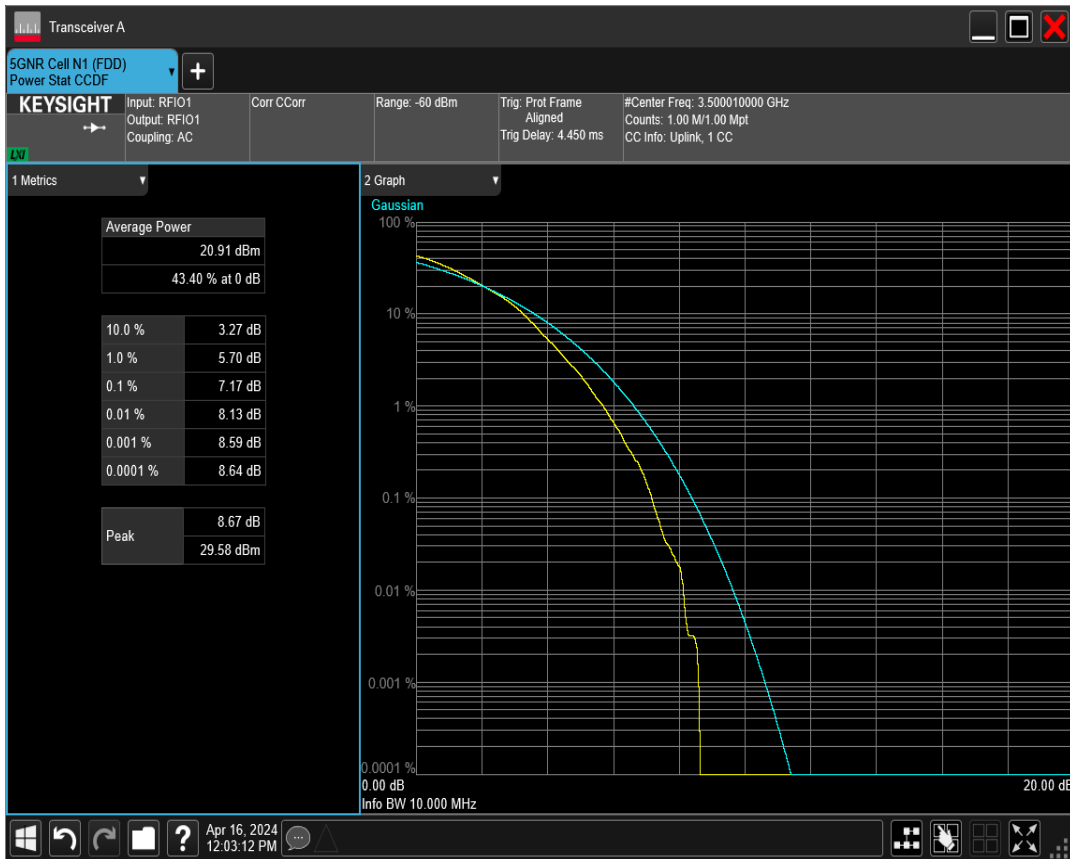 Transceiver A
5GNR Cell N1 (FDD)
Power Stat CCDF
KEYSIGHT
LXI
Input: RFIO1
Output: RFIO1
Coupling: AC
Corr CCorr
Range: -60 dBm
Trig: Prot Frame
Aligned
Trig Delay: 4.450 ms
#Center Freq: 3.500010000 GHz
Counts: 1.00 M/1.00 Mpt
CC Info: Uplink, 1 CC
1 Metrics
Average Power
20.91 dBm
43.40 % at 0 dB
10.0 % 3.27 dB
1.0 % 5.70 dB
0.1 % 7.17 dB
0.01 % 8.13 dB
0.001 % 8.59 dB
0.0001 % 8.64 dB
Peak 8.67 dB
29.58 dBm
2 Graph
Gaussian
100 %
10 %
1 %
0.1 %
0.01 %
0.001 %
0.0001 %
0.00 dB 20.00 dB
Info BW 10.000 MHz
?
Apr 16, 2024
12:03:12 PM